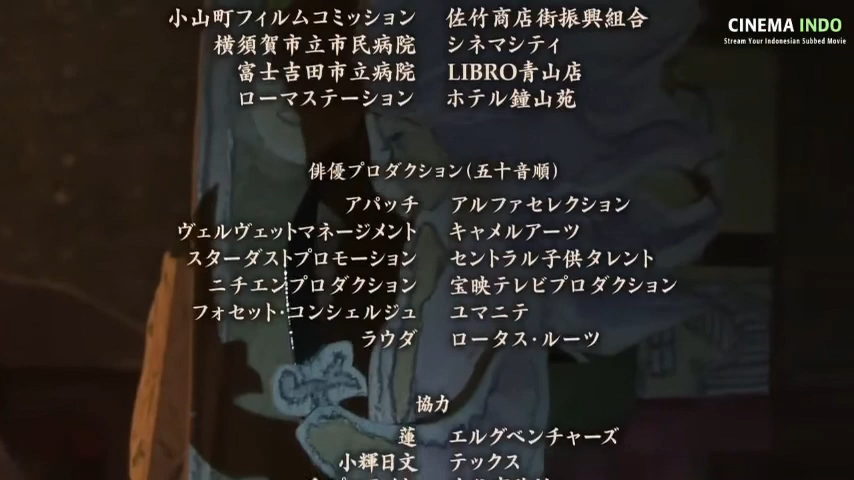 小山町フィルムコミッション 佐竹商店街振興組合
横須賀市立市民病院 シネマシティ
富士吉田市立病院 LIBRO青山店
ローマステーション ホテル鐘山苑
CINEMA INDO
Stream Your Indonesian Subbed Movie
俳優プロダクション(五十音順)
アパッチ アルファセレクション
ヴェルヴェットマネージメント キャメルアーツ
スターダストプロモーション セントラル子供タレント
ニチエンプロダクション 宝映テレビプロダクション
フォセット・コンシェルジュ ユマニテ
ラウダ ロータス・ルーツ
協力
蓮 エルグベンチャーズ
小輝日文 テックス